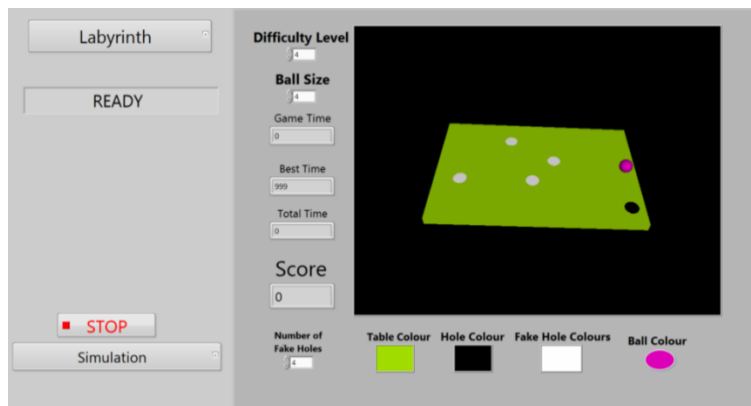 Labyrinth
READY
STOP
Simulation
Difficulty Level
4
Ball Size
4
Game Time
0
Best Time
999
Total Time
0
Score
0
Number of
Fake Holes
4
Table Colour
Hole Colour
Fake Hole Colours
Ball Colour